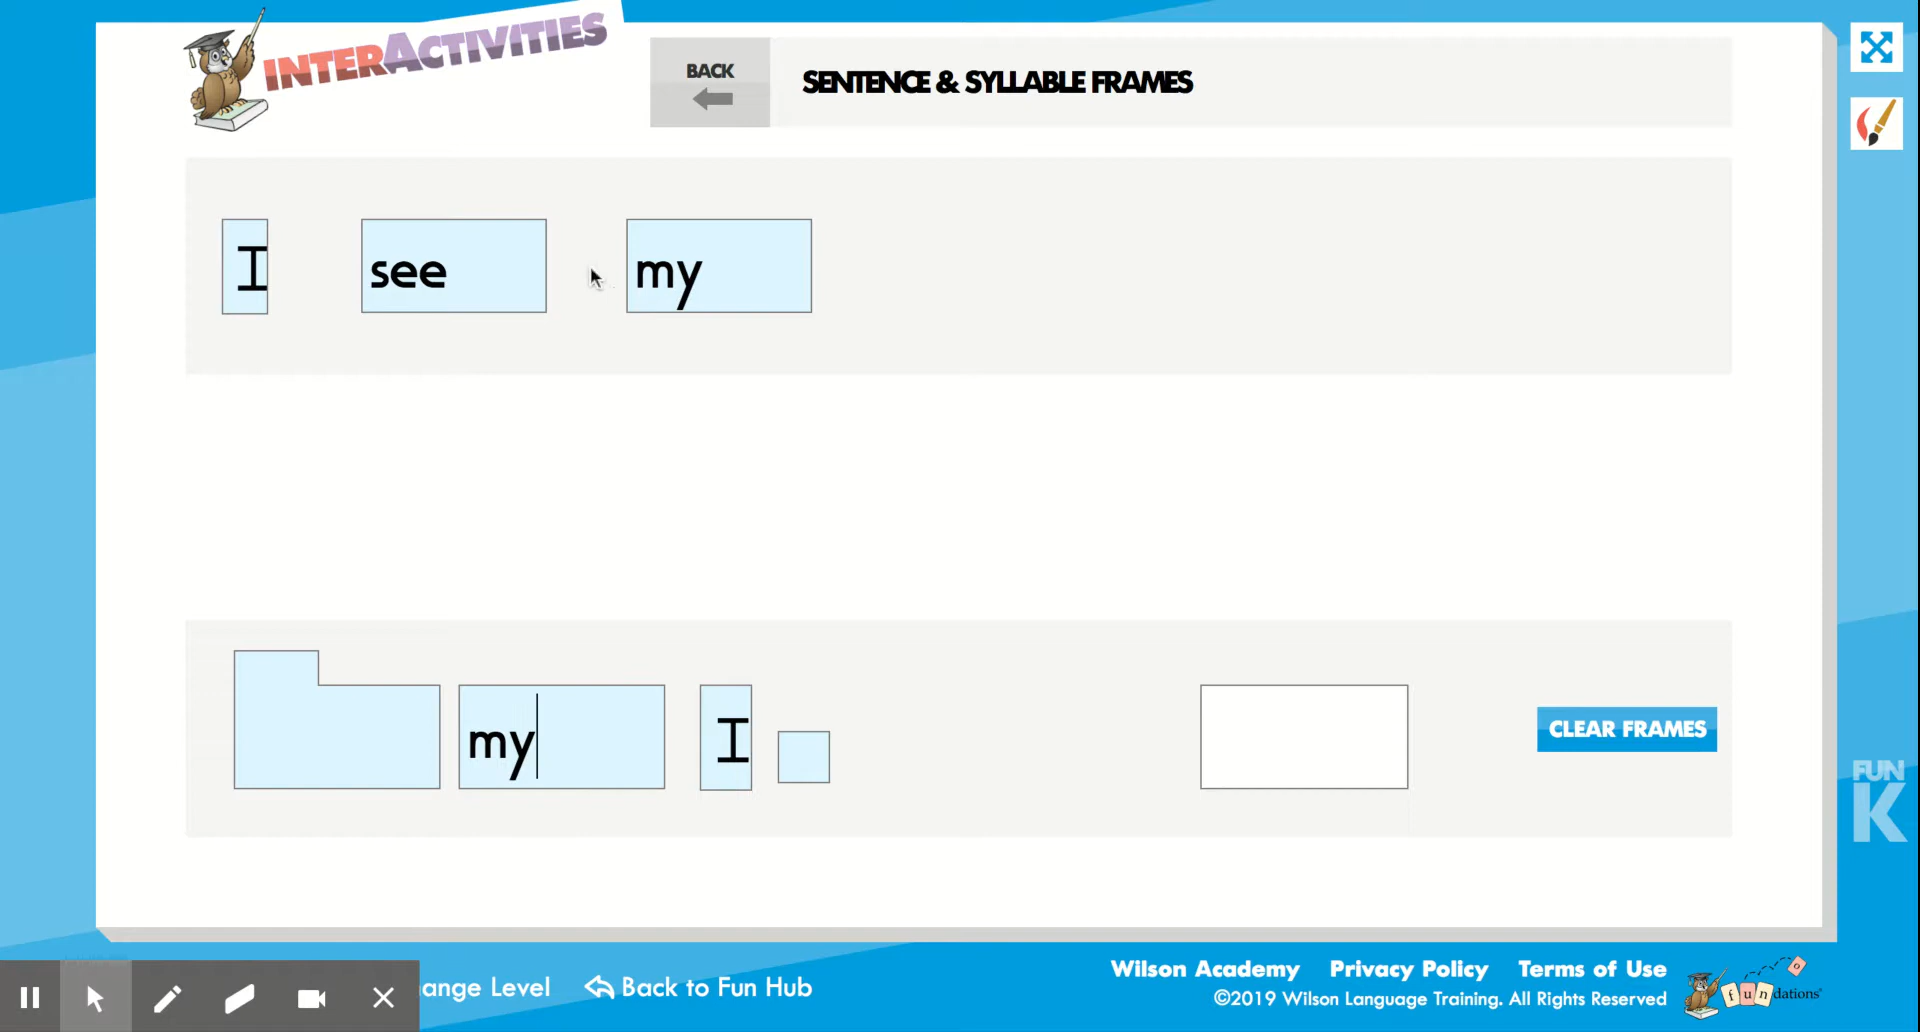 INTERACTIVITIES
BACK
SENTENCE & SYLLABLE FRAMES
I see my
my I
CLEAR FRAMES
FUN
K
ange Level
Back to Fun Hub
Wilson Academy Privacy Policy Terms of Use
©2019 Wilson Language Training. All Rights Reserved
fundations®